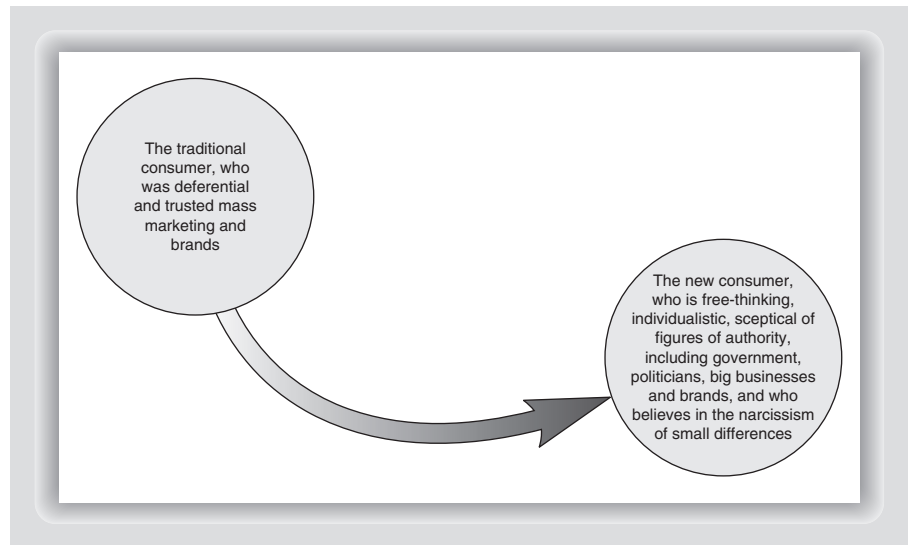 The traditional
consumer, who
was deferential
and trusted mass
marketing and
brands
The new consumer,
who is free-thinking,
individualistic, sceptical of
figures of authority,
including government,
politicians, big businesses
and brands, and who
believes in the narcissism
of small differences